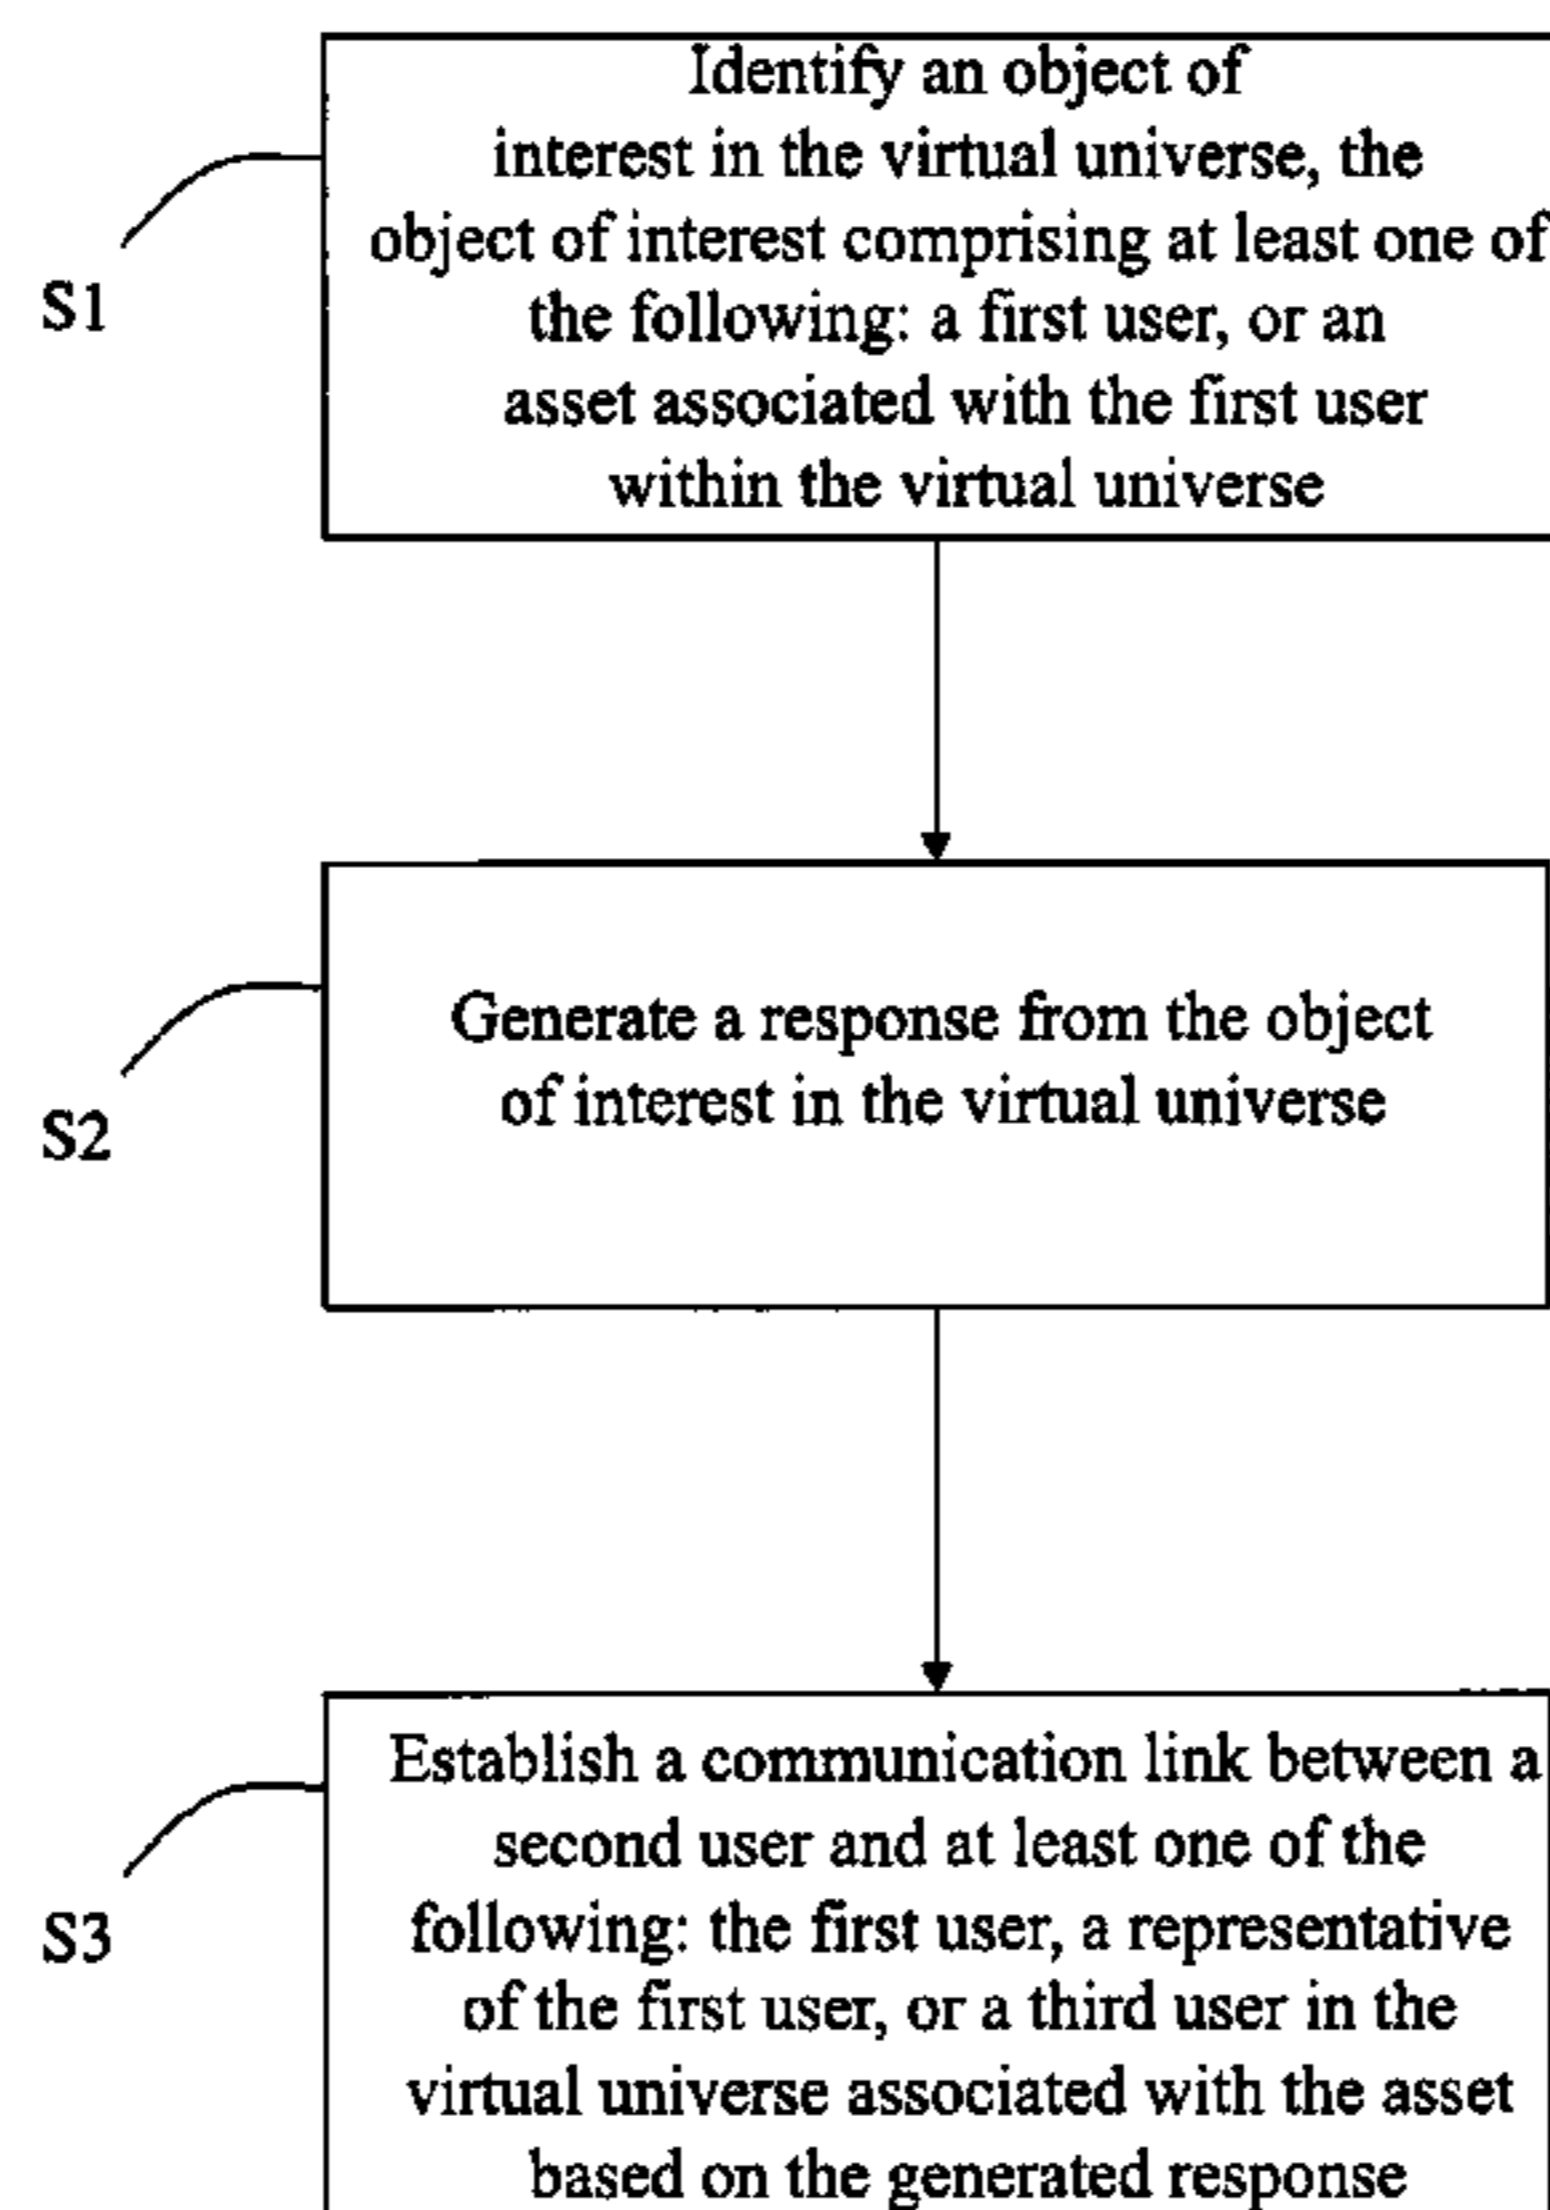 Identify an object of
interest in the virtual universe, the
object of interest comprising at least one of
the following: a first user, or an
asset associated with the first user
within the virtual universe
S1
Generate a response from the object
of interest in the virtual universe
S2
Establish a communication link between a
second user and at least one of the
following: the first user, a representative
of the first user, or a third user in the
virtual universe associated with the asset
based on the generated response
S3